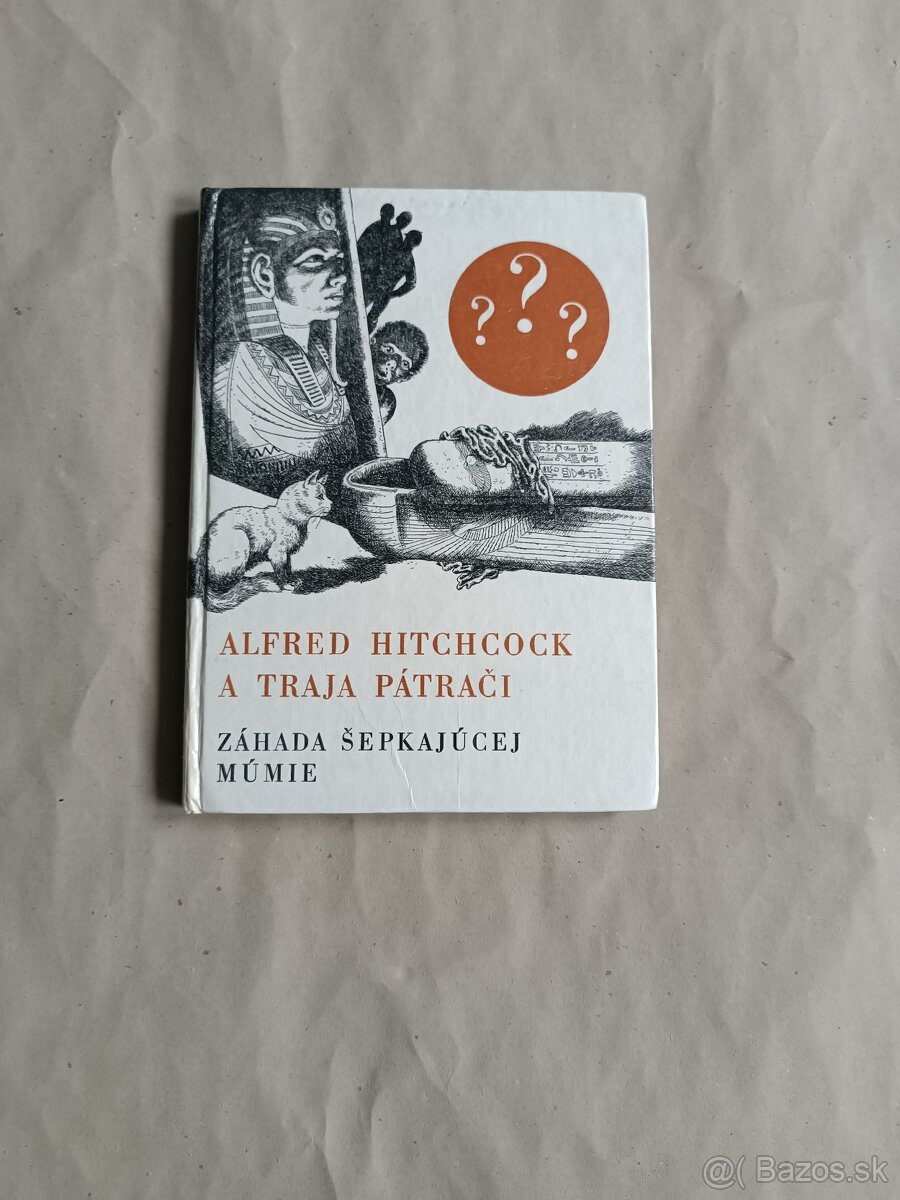 ? ? ?
ALFRED HITCHCOCK
A TRAJA PÁTRAČI
ZÁHADA ŠEPKAJÚCEJ
MÚMIE
@( Bazos.sk